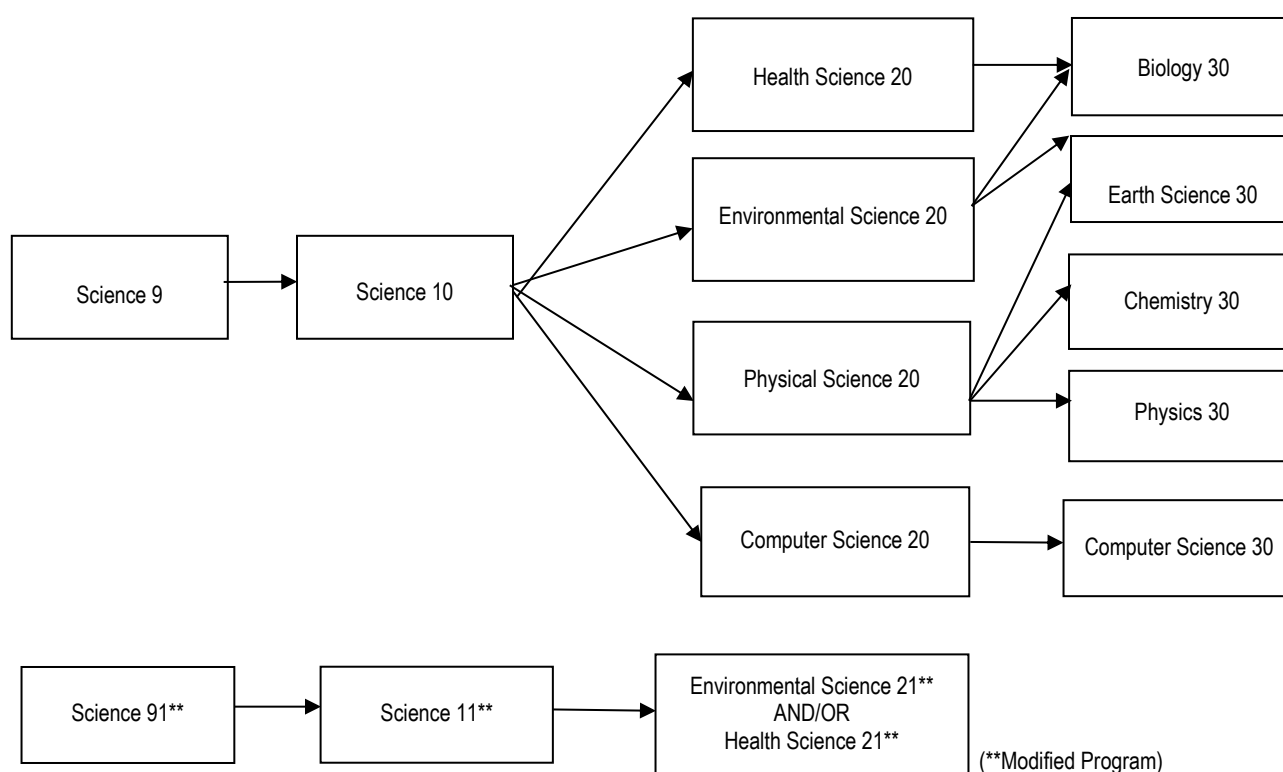 Health Science 20
Biology 30
Environmental Science 20
Earth Science 30
Science 9
Science 10
Chemistry 30
Physical Science 20
Physics 30
Computer Science 20
Computer Science 30
Science 91**
Science 11**
Environmental Science 21**
AND/OR
Health Science 21**
(**Modified Program)